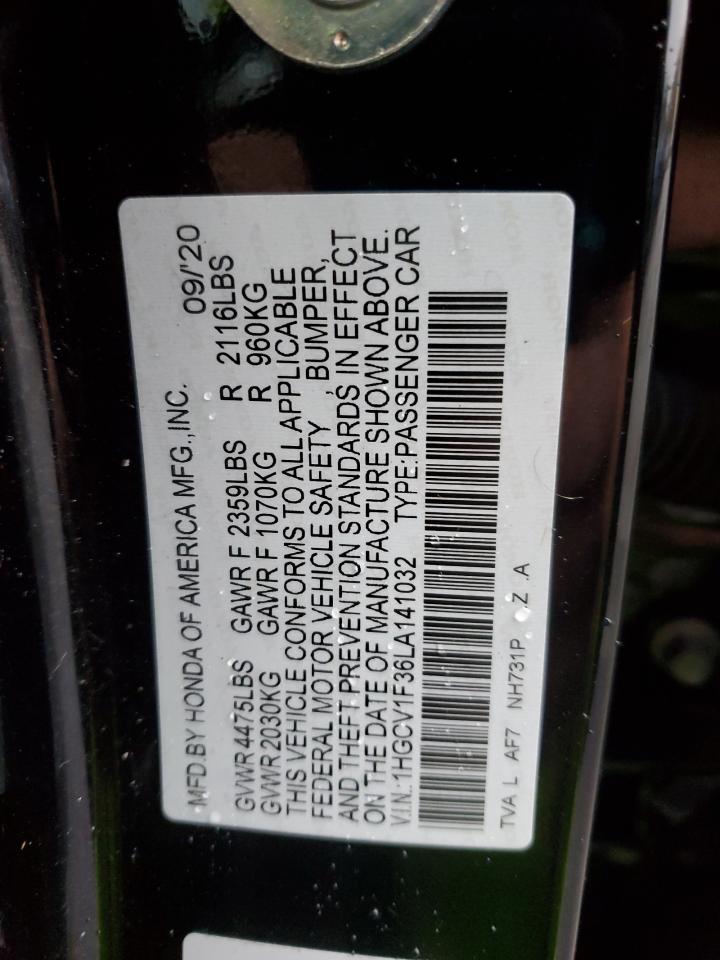 MFD.BY HONDA OF AMERICA MFG.,INC. 09/'20
GVWR 4475LBS GAWR F 2359LBS R 2116LBS
GVWR 2030KG GAWR F 1070KG R 960KG
THIS VEHICLE CONFORMS TO ALL APPLICABLE
FEDERAL MOTOR VEHICLE SAFETY , BUMPER,
AND THEFT PREVENTION STANDARDS IN EFFECT
ON THE DATE OF MANUFACTURE SHOWN ABOVE.
V.I.N.:1HGCV1F36LA141032 TYPE:PASSENGER CAR
TVA L AF7 NH731P .Z .A